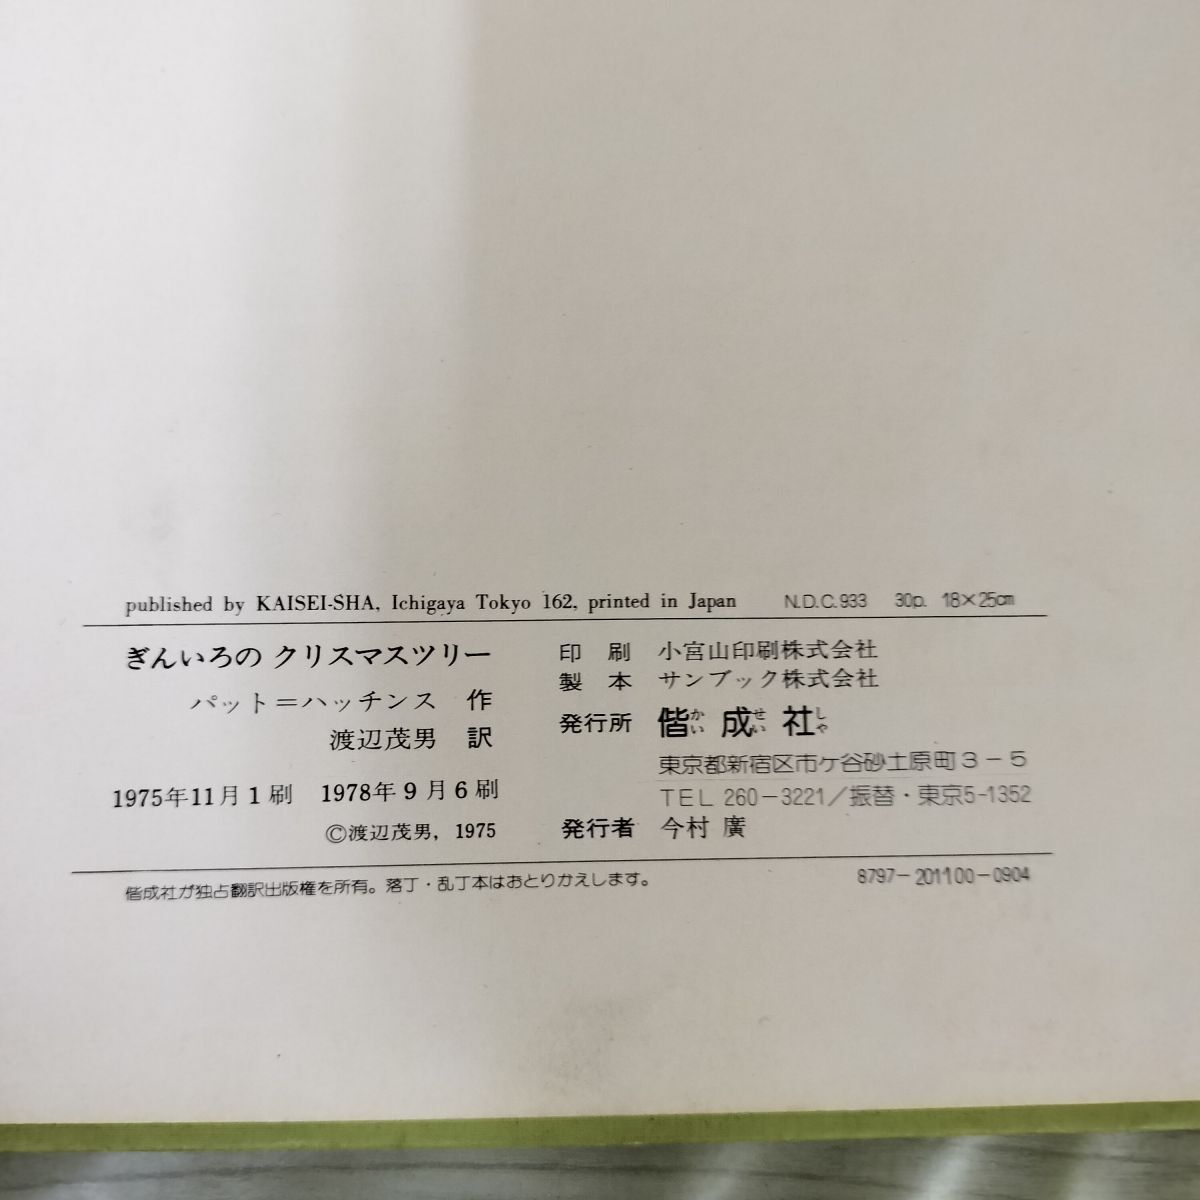 published by KAISEI-SHA, Ichigaya Tokyo 162, printed in Japan N.D.C.933 30p. 18×25cm
ぎんいろの クリスマスツリー
パット＝ハッチンス 作
渡辺茂男 訳
1975年11月1刷 1978年9月6刷
©渡辺茂男, 1975
印 刷 小宮山印刷株式会社
製 本 サンブック株式会社
発行所 偕かい 成せい 社しゃ
東京都新宿区市ケ谷砂土原町3－5
TEL 260－3221／振替・東京5-1352
発行者 今村 廣
偕成社が独占翻訳出版権を所有。落丁・乱丁本はおとりかえします。
8797－201100－0904